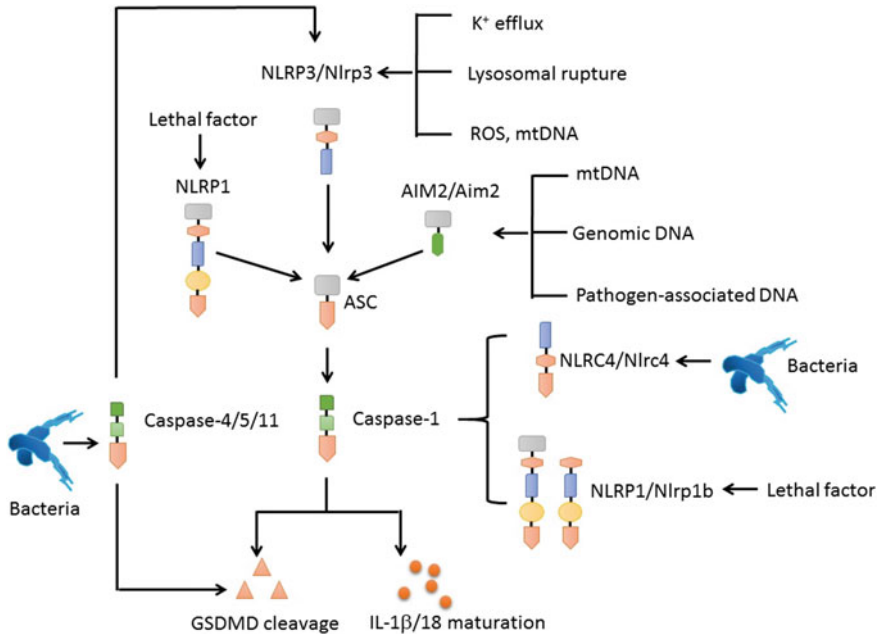 K⁺ efflux
NLRP3/Nlrp3
Lysosomal rupture
Lethal factor
ROS, mtDNA
NLRP1
AIM2/Aim2
mtDNA
Genomic DNA
ASC
Pathogen-associated DNA
NLRC4/Nlrc4
Bacteria
Caspase-4/5/11
Caspase-1
NLRP1/Nlrp1b
Lethal factor
Bacteria
GSDMD cleavage
IL-1β/18 maturation